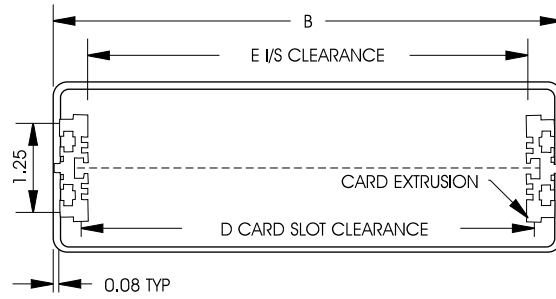 B
E I/S CLEARANCE
1.25
CARD EXTRUSION
D CARD SLOT CLEARANCE
0.08 TYP